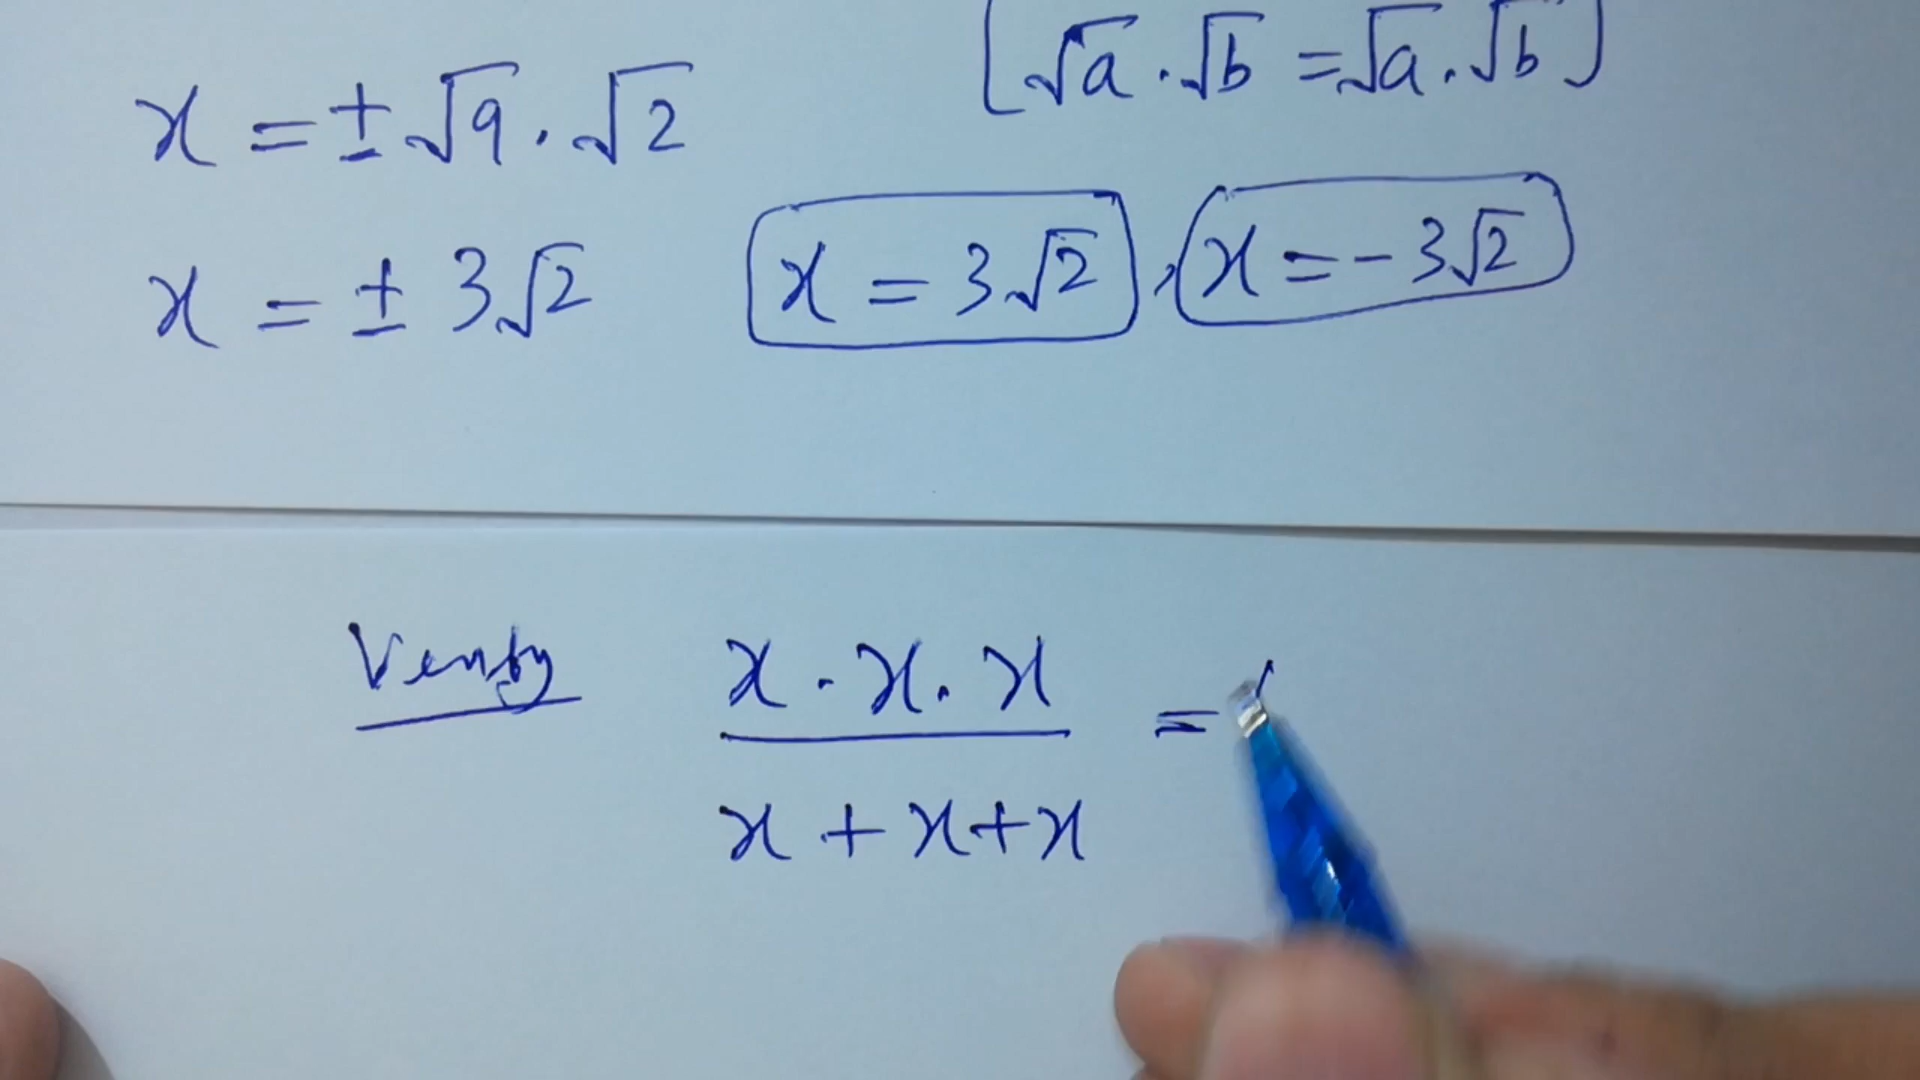 [√a . √b = √a . √b]
x = ± √9 . √2
x = ± 3√2 x = 3√2 , x = - 3√2
Verify x . x . x / x + x + x =